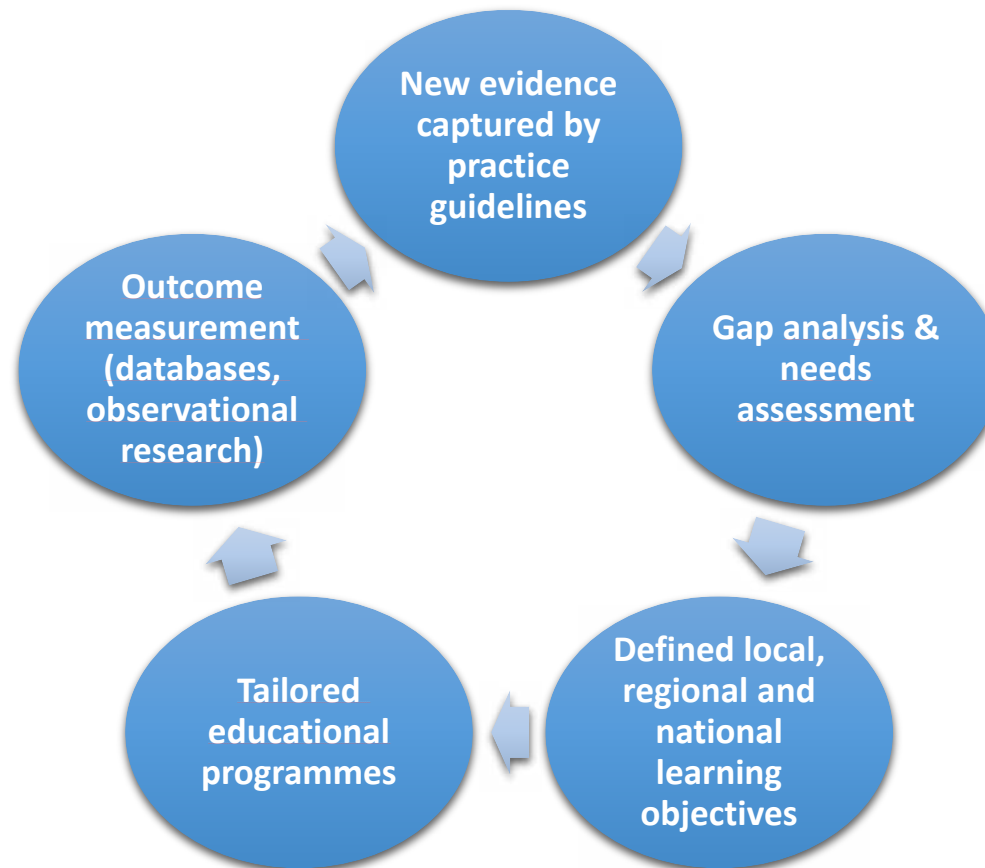 New evidence
captured by
practice
guidelines
Gap analysis &
needs
assessment
Defined local,
regional and
national
learning
objectives
Tailored
educational
programmes
Outcome
measurement
(databases,
observational
research)